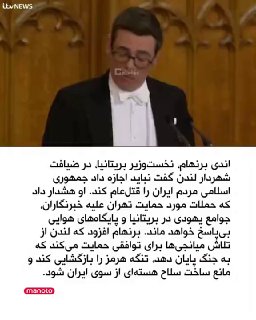 itvNEWS
اندی برنهام، نخست‌وزیر بریتانیا، در ضیافت
شهردار لندن گفت نباید اجازه داد جمهوری
اسلامی مردم ایران را قتل‌عام کند. او هشدار داد
که حملات مورد حمایت تهران علیه خبرنگاران،
جوامع یهودی در بریتانیا و پایگاه‌های هوایی
بی‌پاسخ خواهد ماند. برنهام افزود که لندن از
تلاش میانجی‌ها برای توافقی حمایت می‌کند که
به جنگ پایان دهد، تنگه هرمز را بازگشایی کند و
مانع ساخت سلاح هسته‌ای از سوی ایران شود.
manoto